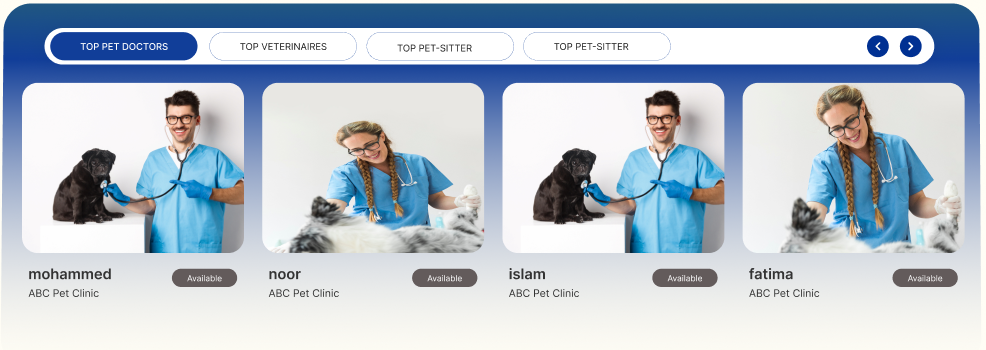 TOP PET DOCTORS
TOP VETERINAIRES
TOP PET-SITTER
TOP PET-SITTER
mohammed
ABC Pet Clinic
Available
noor
ABC Pet Clinic
Available
islam
ABC Pet Clinic
Available
fatima
ABC Pet Clinic
Available